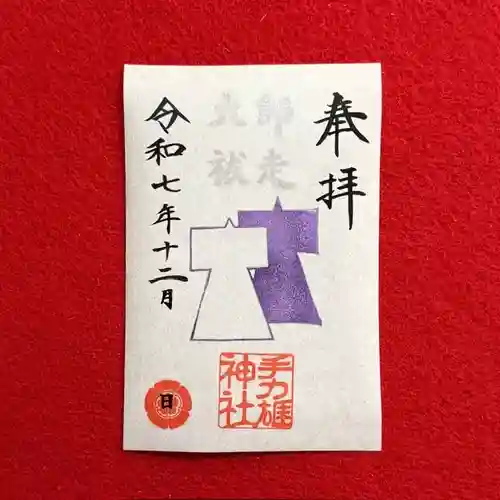 奉拝
師走
大祓
令和七年十二月
日
手力雄
神社